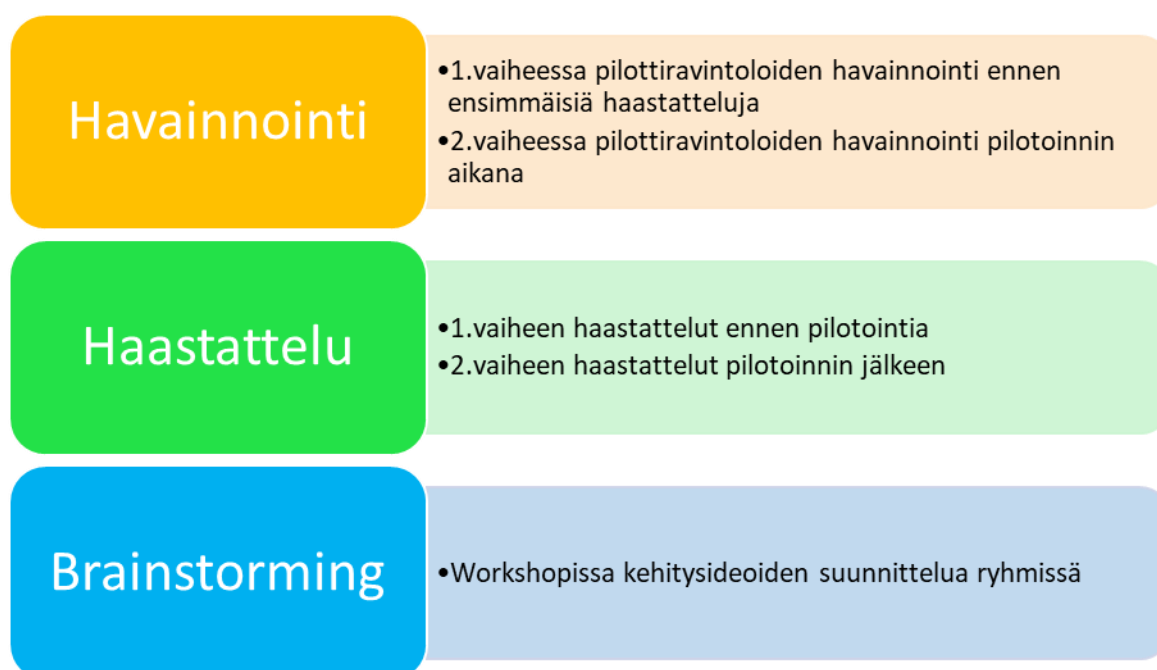 Havainnointi
•1.vaiheessa pilottiravintoloiden havainnointi ennen
ensimmäisiä haastatteluja
•2.vaiheessa pilottiravintoloiden havainnointi pilotoinnin
aikana
Haastattelu
•1.vaiheen haastattelut ennen pilotointia
•2.vaiheen haastattelut pilotoinnin jälkeen
Brainstorming
•Workshopissa kehitysideoiden suunnittelua ryhmissä